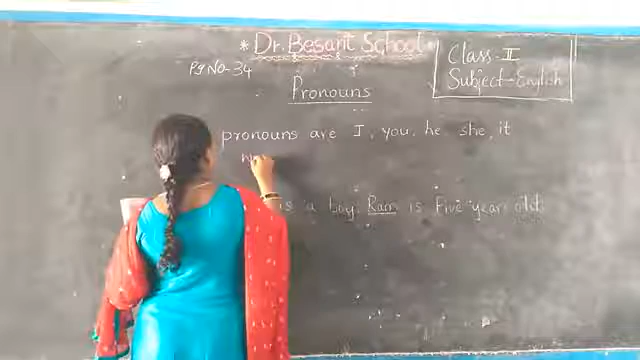 * Dr. Besant School *
Class - II
Subject - English
Pg No - 34
Pronouns
pronouns are I, you, he she, it
is a boy. Ram is Five years old.